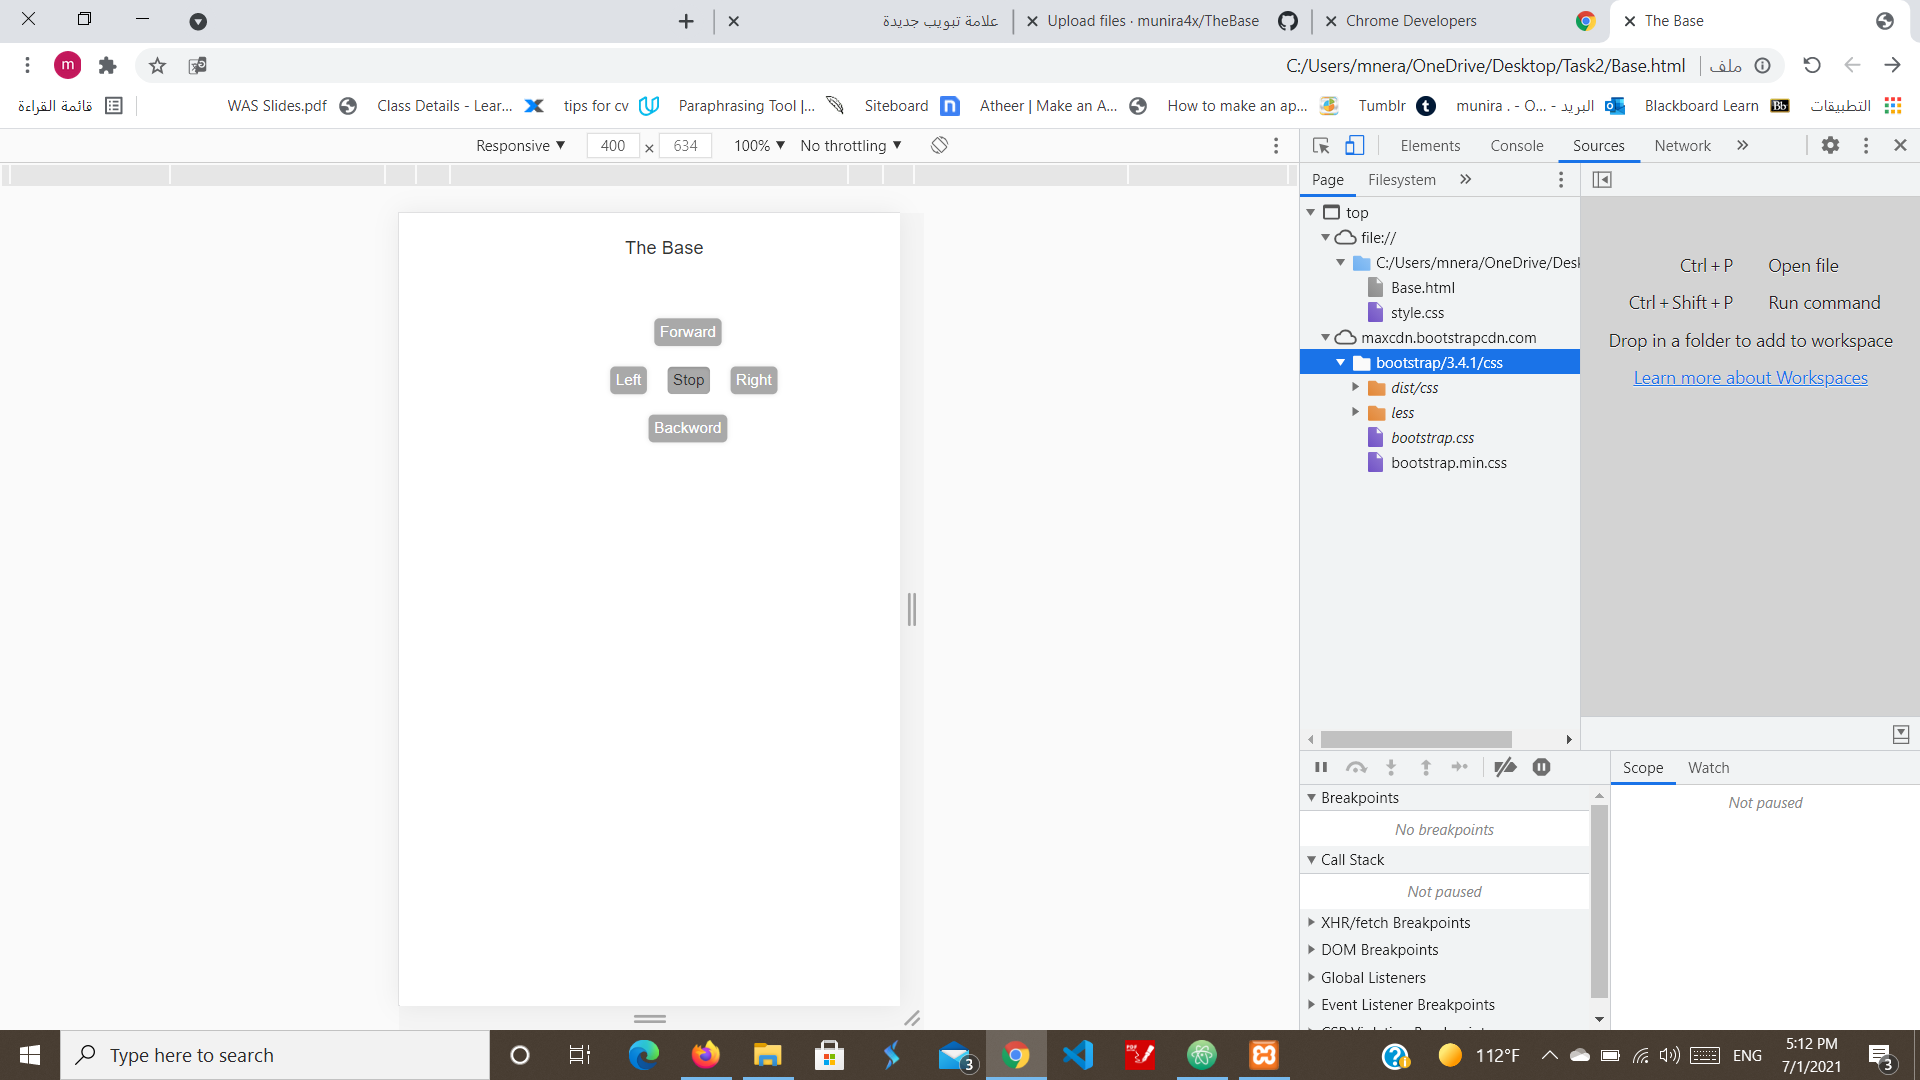 علامة تبويب جديدة
Upload files · munira4x/TheBase
Chrome Developers
The Base
m
C:/Users/mnera/OneDrive/Desktop/Task2/Base.html
ملف
قائمة القراءة
WAS Slides.pdf
Class Details - Lear...
tips for cv
Paraphrasing Tool |...
Siteboard
Atheer | Make an A...
How to make an ap...
Tumblr
munira . - O... - البريد
Blackboard Learn
Bb
التطبيقات
Responsive
400 × 634
100%
No throttling
Elements
Console
Sources
Network
Page
Filesystem
top
file://
C:/Users/mnera/OneDrive/Desk
Base.html
style.css
maxcdn.bootstrapcdn.com
bootstrap/3.4.1/css
dist/css
less
bootstrap.css
bootstrap.min.css
Ctrl + P Open file
Ctrl + Shift + P Run command
Drop in a folder to add to workspace
Learn more about Workspaces
The Base
Forward
Left Stop Right
Backword
Scope
Watch
Not paused
Breakpoints
No breakpoints
Call Stack
Not paused
XHR/fetch Breakpoints
DOM Breakpoints
Global Listeners
Event Listener Breakpoints
Type here to search
3
112°F
ENG
5:12 PM
7/1/2021
3